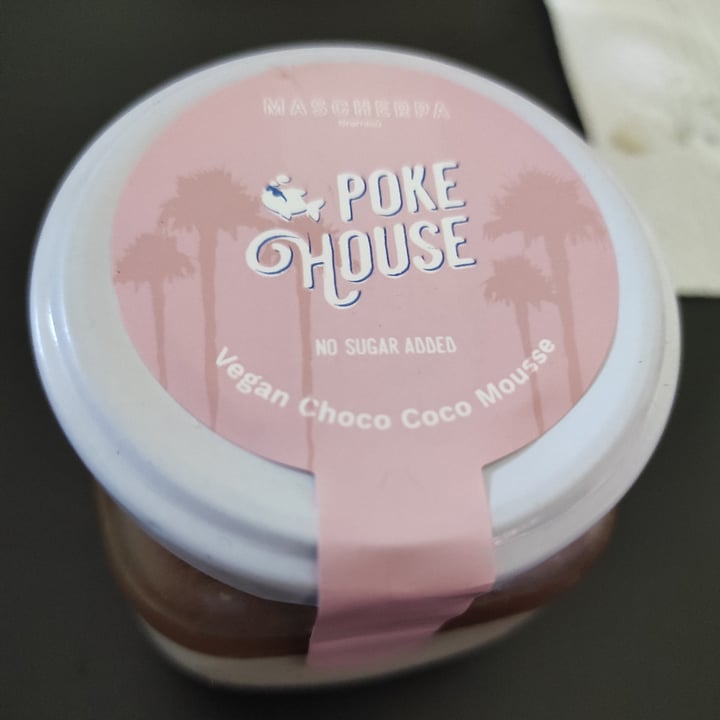 MASCHERPA
POKE
HOUSE
NO SUGAR ADDED
Vegan Choco Coco Mousse